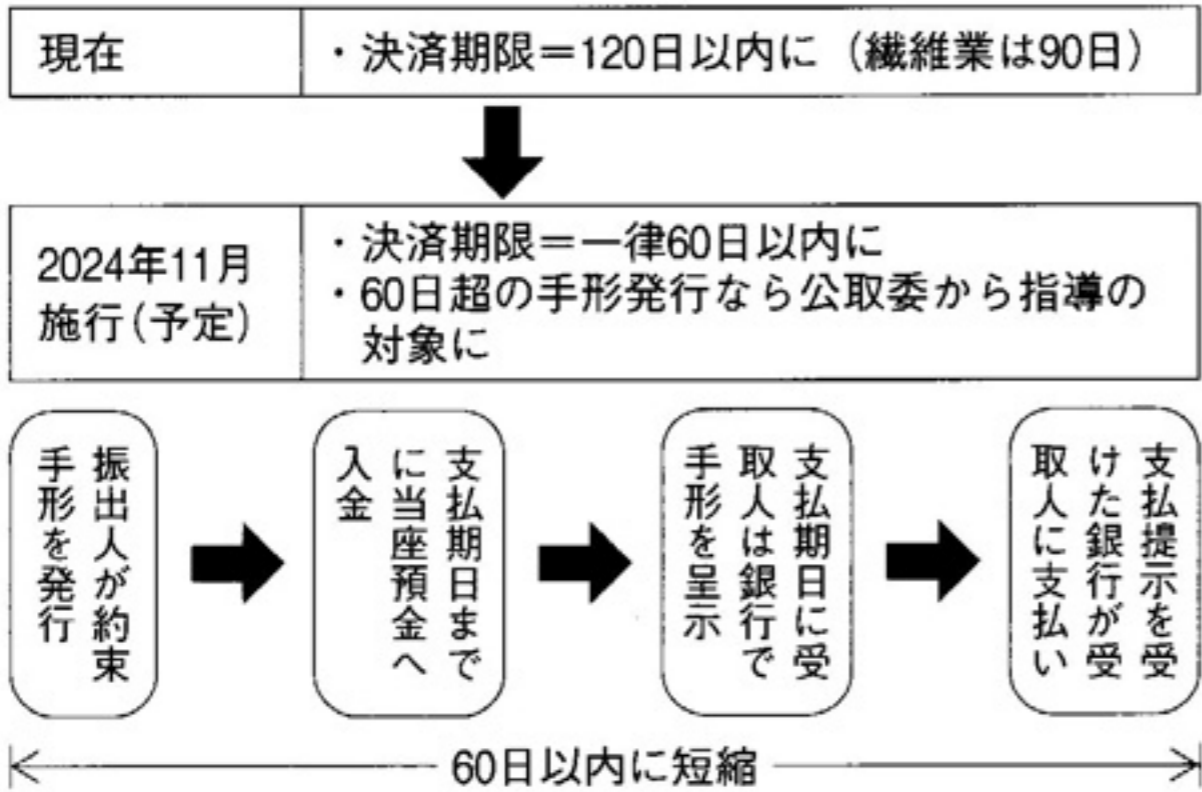 現在
・決済期限＝120日以内に（繊維業は90日）
2024年11月
施行(予定)
・決済期限＝一律60日以内に
・60日超の手形発行なら公取委から指導の
対象に
振出人が約束
手形を発行
支払期日まで
に当座預金へ
入金
支払期日に受
取人は銀行で
手形を呈示
支払提示を受
けた銀行が受
取人に支払い
60日以内に短縮